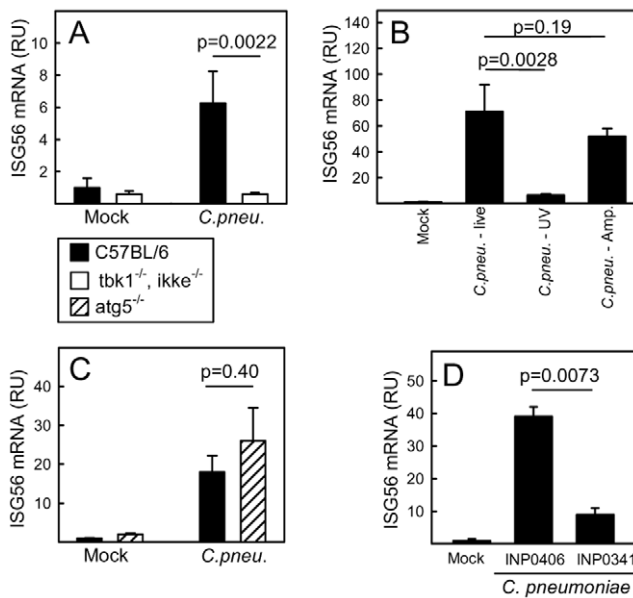 A
p=0.0022
ISG56 mRNA (RU)
10
8
6
4
2
Mock
C.pneu.
B
p=0.19
p=0.0028
ISG56 mRNA (RU)
140
120
100
80
60
40
20
Mock
C.pneu. - live
C.pneu. - UV
C.pneu. - Amp.
C57BL/6
tbk1-/-, ikke-/-
atg5-/-
C
p=0.40
ISG56 mRNA (RU)
40
30
20
10
Mock
C.pneu.
D
p=0.0073
ISG56 mRNA (RU)
50
40
30
20
10
Mock
INP0406
INP0341
C. pneumoniae